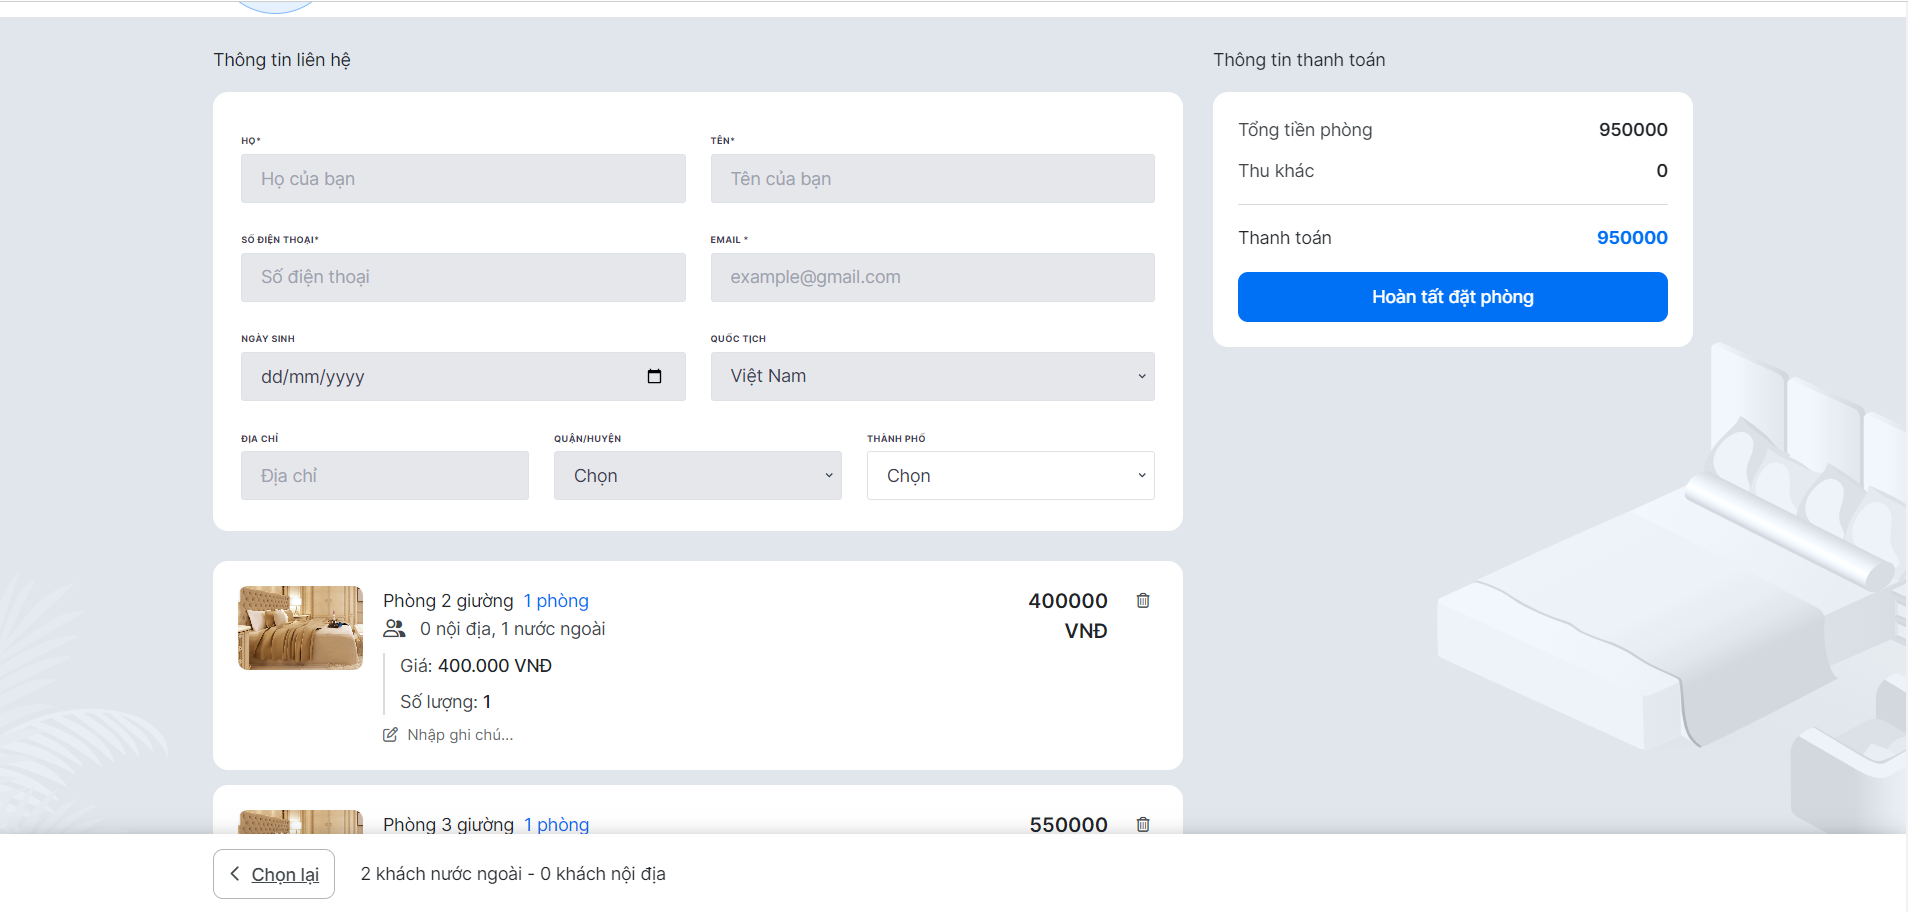 Thông tin liên hệ
HỌ*
TÊN*
Họ của bạn
Tên của bạn
SỐ ĐIỆN THOẠI*
EMAIL *
Số điện thoại
example@gmail.com
NGÀY SINH
QUỐC TỊCH
dd/mm/yyyy
Việt Nam
ĐỊA CHỈ
QUẬN/HUYỆN
THÀNH PHỐ
Địa chỉ
Chọn
Chọn
Thông tin thanh toán
Tổng tiền phòng 950000
Thu khác 0
Thanh toán 950000
Hoàn tất đặt phòng
Phòng 2 giường 1 phòng
400000 VNĐ
0 nội địa, 1 nước ngoài
Giá: 400.000 VNĐ
Số lượng: 1
Nhập ghi chú...
Phòng 3 giường 1 phòng
550000
Chọn lại
2 khách nước ngoài - 0 khách nội địa